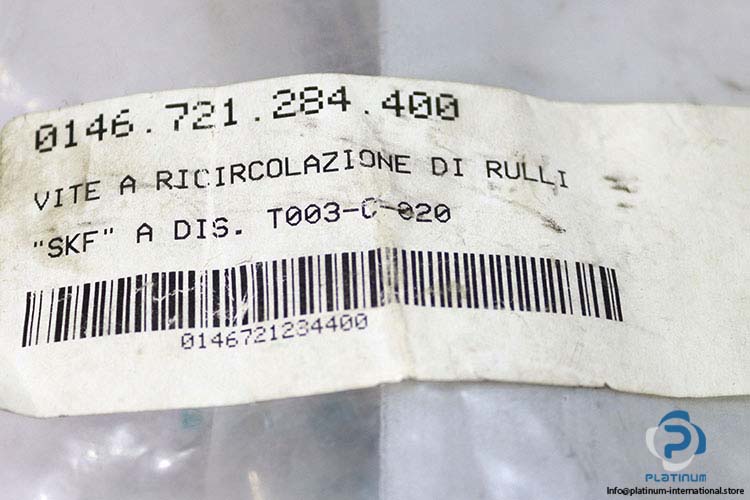 0146.721.284.400
VITE A RICIRCOLAZIONE DI RULLI
"SKF" A DIS. T003-C-020
0146721284400
PLATINUM
Info@platinum-international.store